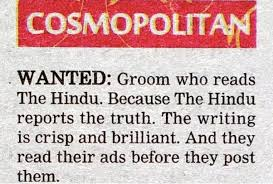 COSMOPOLITAN
WANTED: Groom who reads
The Hindu. Because The Hindu
reports the truth. The writing
is crisp and brilliant. And they
read their ads before they post
them.